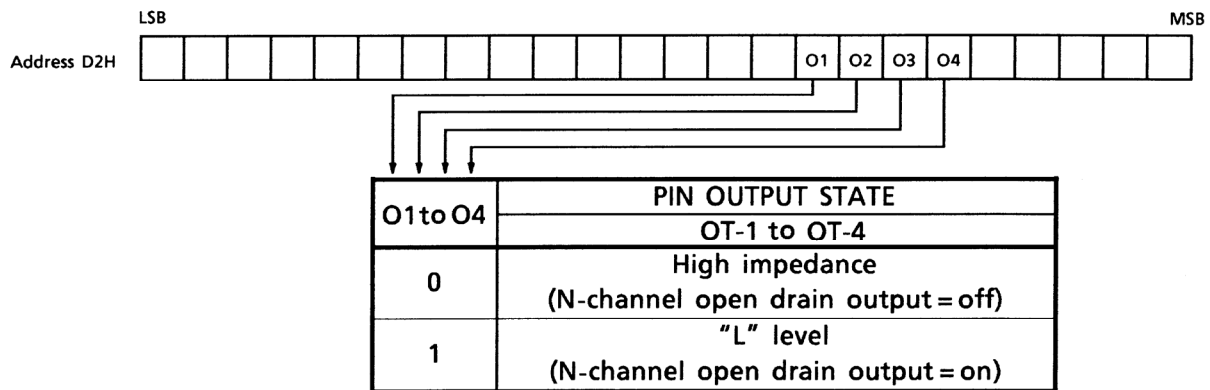 LSB MSB
Address D2H O1 O2 O3 O4
O1 to O4 PIN OUTPUT STATE
OT-1 to OT-4
0 High impedance
(N-channel open drain output = off)
1 "L" level
(N-channel open drain output = on)